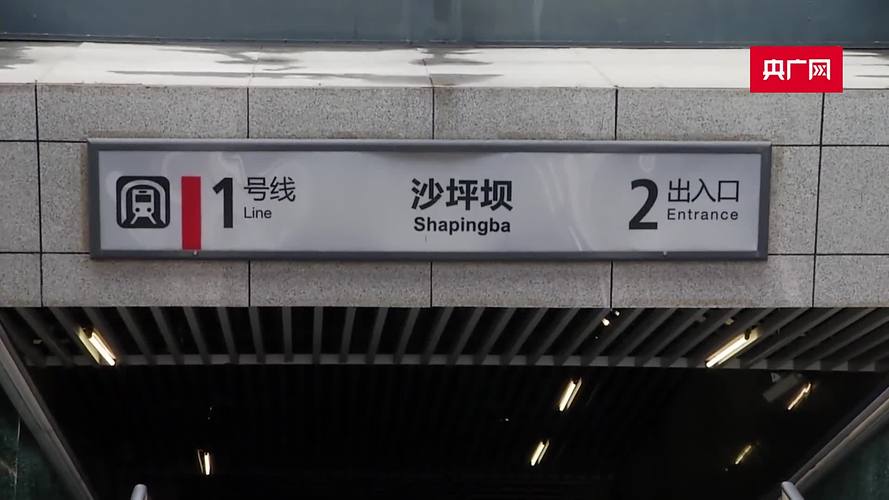 央广网
1 号线
Line
沙坪坝
Shapingba
2 出入口
Entrance